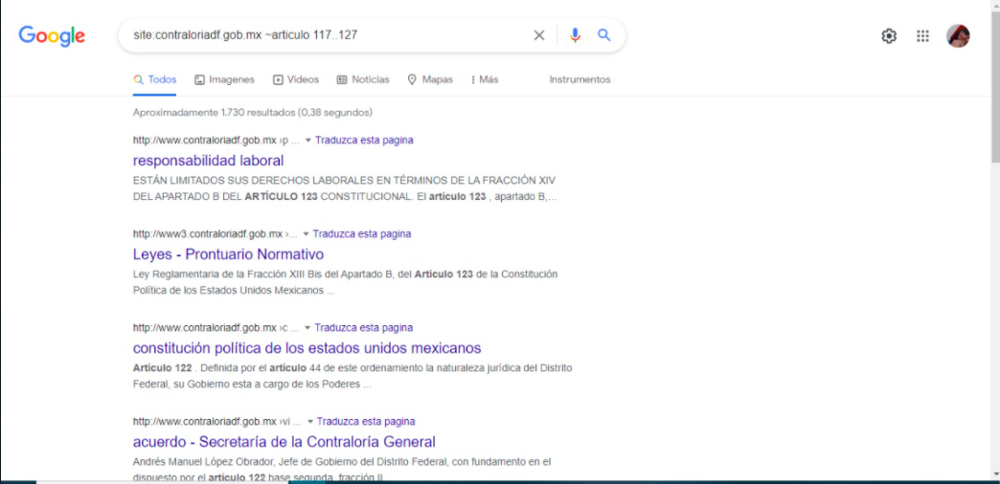 Google
site:contraloriadf.gob.mx ~articulo 117..127
Todos Imagenes Videos Noticias Mapas Más Instrumentos
Aproximadamente 1.730 resultados (0,38 segundos)
http://www.contraloriadf.gob.mx ›p ... Traduzca esta pagina
responsabilidad laboral
ESTÁN LIMITADOS SUS DERECHOS LABORALES EN TÉRMINOS DE LA FRACCIÓN XIV
DEL APARTADO B DEL ARTÍCULO 123 CONSTITUCIONAL. El artículo 123 , apartado B,...
http://www3.contraloriadf.gob.mx ›... Traduzca esta pagina
Leyes - Prontuario Normativo
Ley Reglamentaria de la Fracción XIII Bis del Apartado B, del Artículo 123 de la Constitución
Política de los Estados Unidos Mexicanos ...
http://www.contraloriadf.gob.mx ›c ... Traduzca esta pagina
constitución política de los estados unidos mexicanos
Artículo 122 . Definida por el artículo 44 de este ordenamiento la naturaleza jurídica del Distrito
Federal, su Gobierno esta a cargo de los Poderes ...
http://www.contraloriadf.gob.mx ›vi ... Traduzca esta pagina
acuerdo - Secretaría de la Contraloría General
Andrés Manuel López Obrador, Jefe de Gobierno del Distrito Federal, con fundamento en el
dispuesto por el artículo 122 base segunda, fracción II